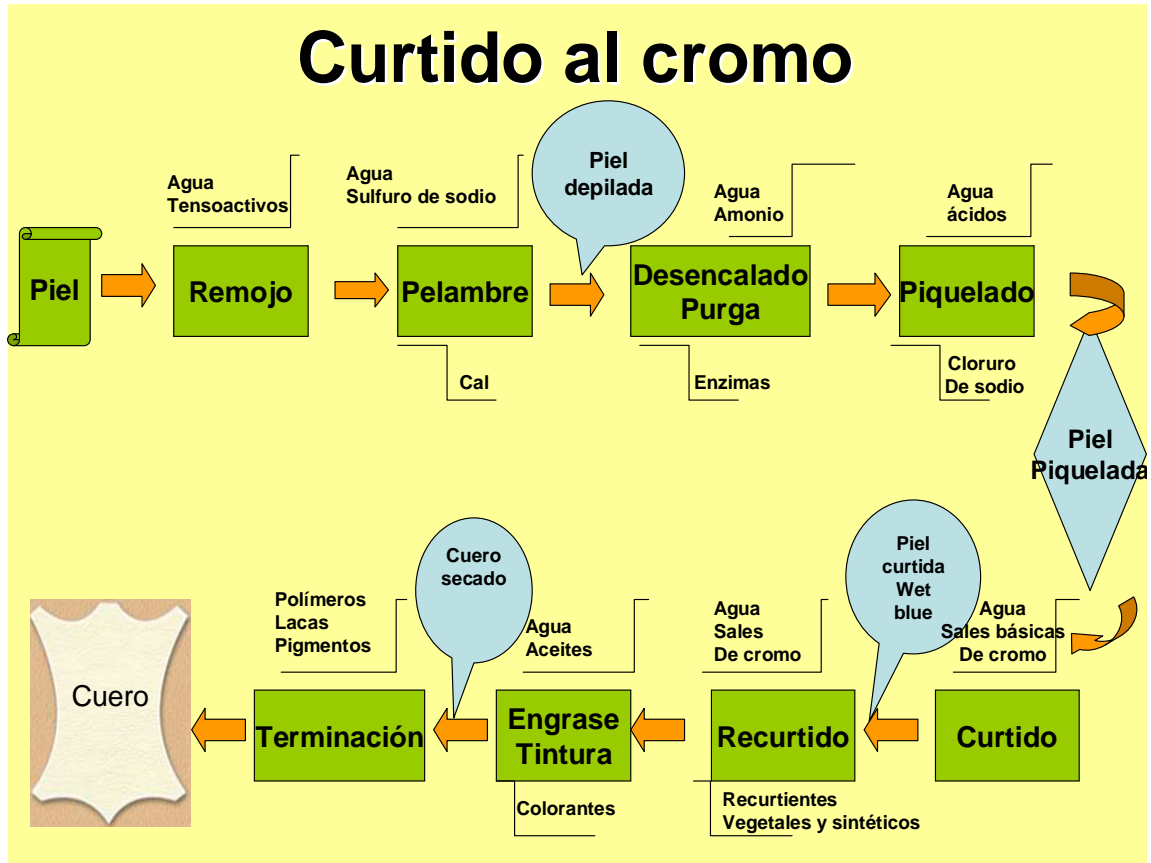 Curtido al cromo
Agua
Tensoactivos
Agua
Sulfuro de sodio
Piel
depilada
Agua
Amonio
Agua
ácidos
Piel
Remojo
Pelambre
Desencalado
Purga
Piquelado
Cal
Enzimas
Cloruro
De sodio
Piel
Piquelada
Cuero
secado
Piel
curtida
Wet
blue
Polímeros
Lacas
Pigmentos
Agua
Aceites
Agua
Sales
De cromo
Agua
Sales básicas
De cromo
Cuero
Terminación
Engrase
Tintura
Recurtido
Curtido
Colorantes
Recurtientes
Vegetales y sintéticos